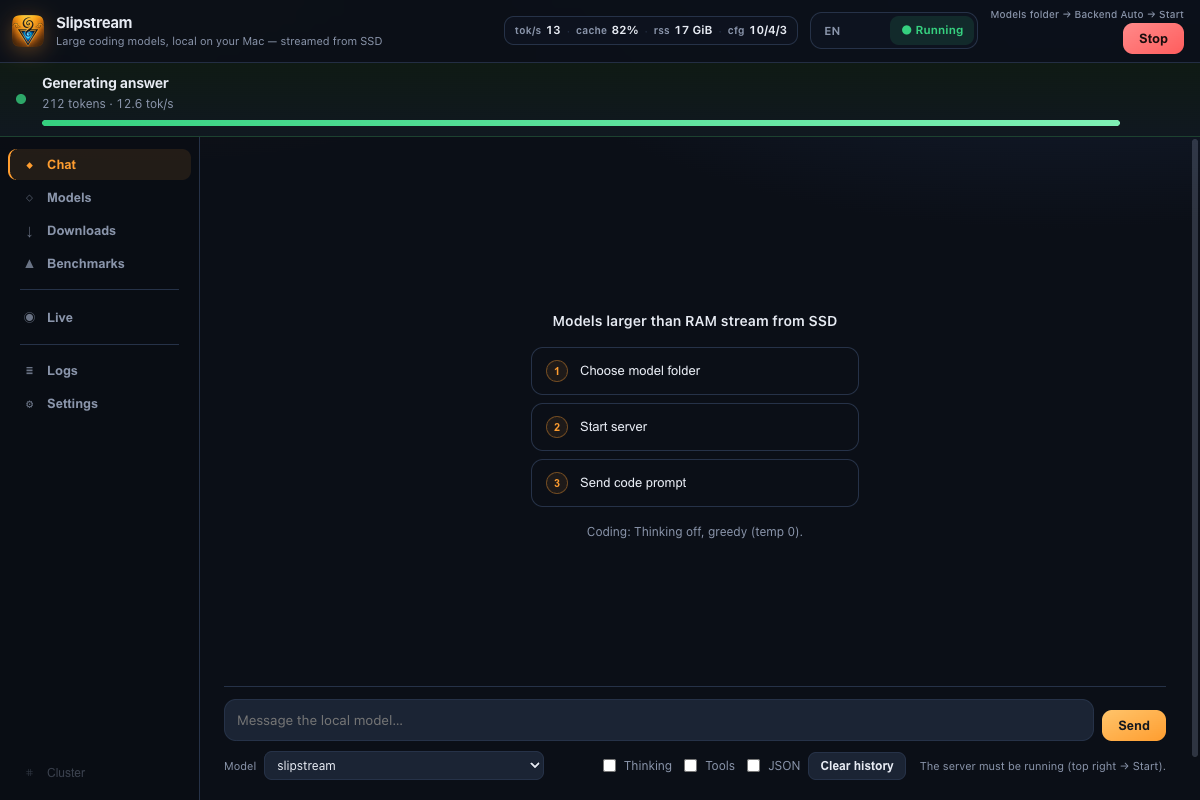 Slipstream
Large coding models, local on your Mac — streamed from SSD
tok/s 13 · cache 82% · rss 17 GiB · cfg 10/4/3
EN
Running
Models folder → Backend Auto → Start
Stop
Generating answer
212 tokens · 12.6 tok/s
Chat
Models
Downloads
Benchmarks
Live
Logs
Settings
Cluster
Models larger than RAM stream from SSD
1 Choose model folder
2 Start server
3 Send code prompt
Coding: Thinking off, greedy (temp 0).
Message the local model…
Send
Model slipstream Thinking Tools JSON Clear history The server must be running (top right → Start).